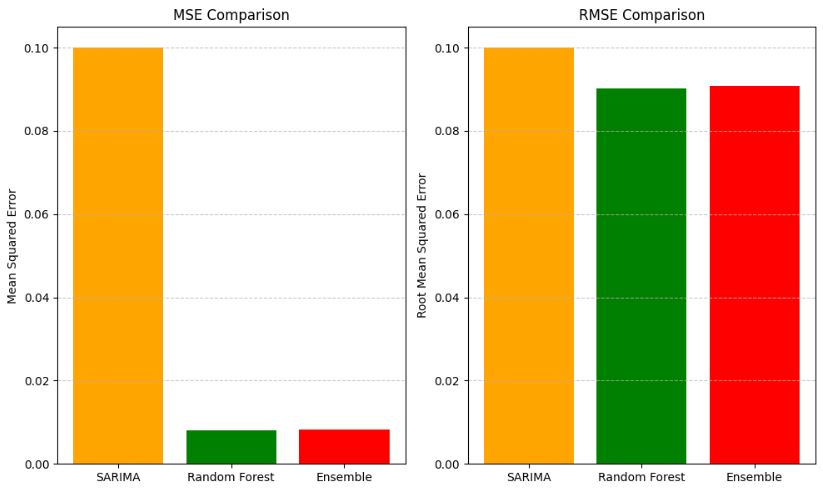 MSE Comparison
Mean Squared Error
0.10
0.08
0.06
0.04
0.02
0.00
SARIMA
Random Forest
Ensemble
RMSE Comparison
Root Mean Squared Error
0.10
0.08
0.06
0.04
0.02
0.00
SARIMA
Random Forest
Ensemble